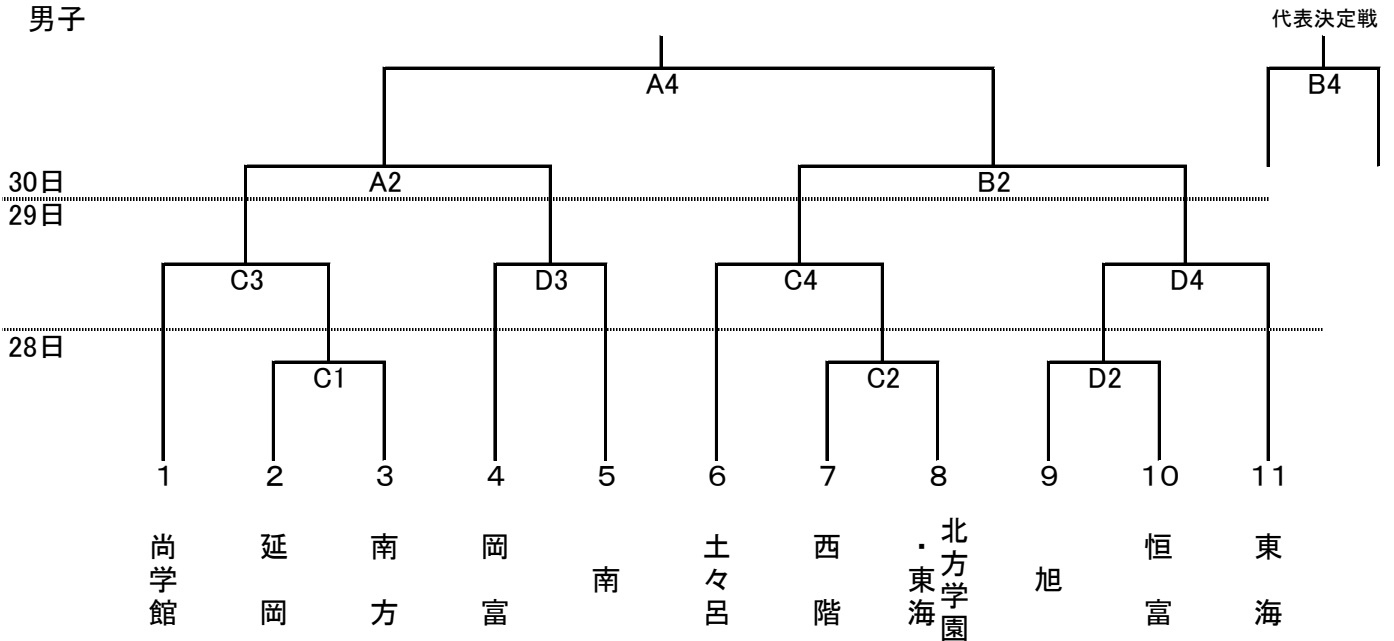 男子
代表決定戦
A4
B4
30日
A2
B2
29日
C3
D3
C4
D4
28日
C1
C2
D2
1 2 3 4 5 6 7 8 9 10 11
尚学館
延岡
南方
岡富
南
土々呂
西階
北方学園
・東海
旭
恒富
東海